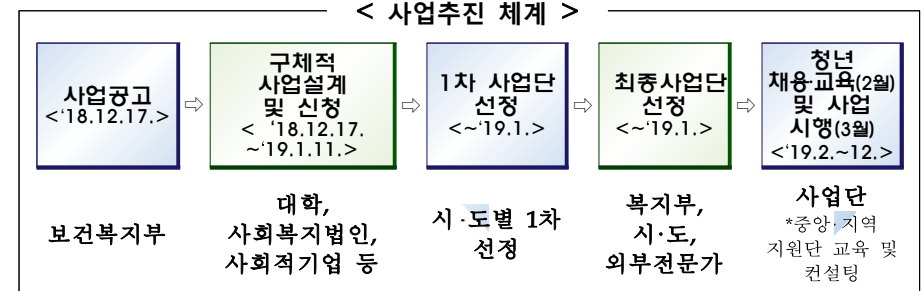 < 사업추진 체계 >
사업공고
<‘18.12.17.>
구체적
사업설계
및 신청
< ‘18.12.17.
~’19.1.11.>
1차 사업단
선정
<~‘19.1.>
최종사업단
선정
<~‘19.1.>
청년
채용·교육(2월)
및 사업
시행(3월)
<‘19.2.~12.>
보건복지부
대학,
사회복지법인,
사회적기업 등
시·도별 1차
선정
복지부,
시·도,
외부전문가
사업단
*중앙·지역
지원단 교육 및
컨설팅